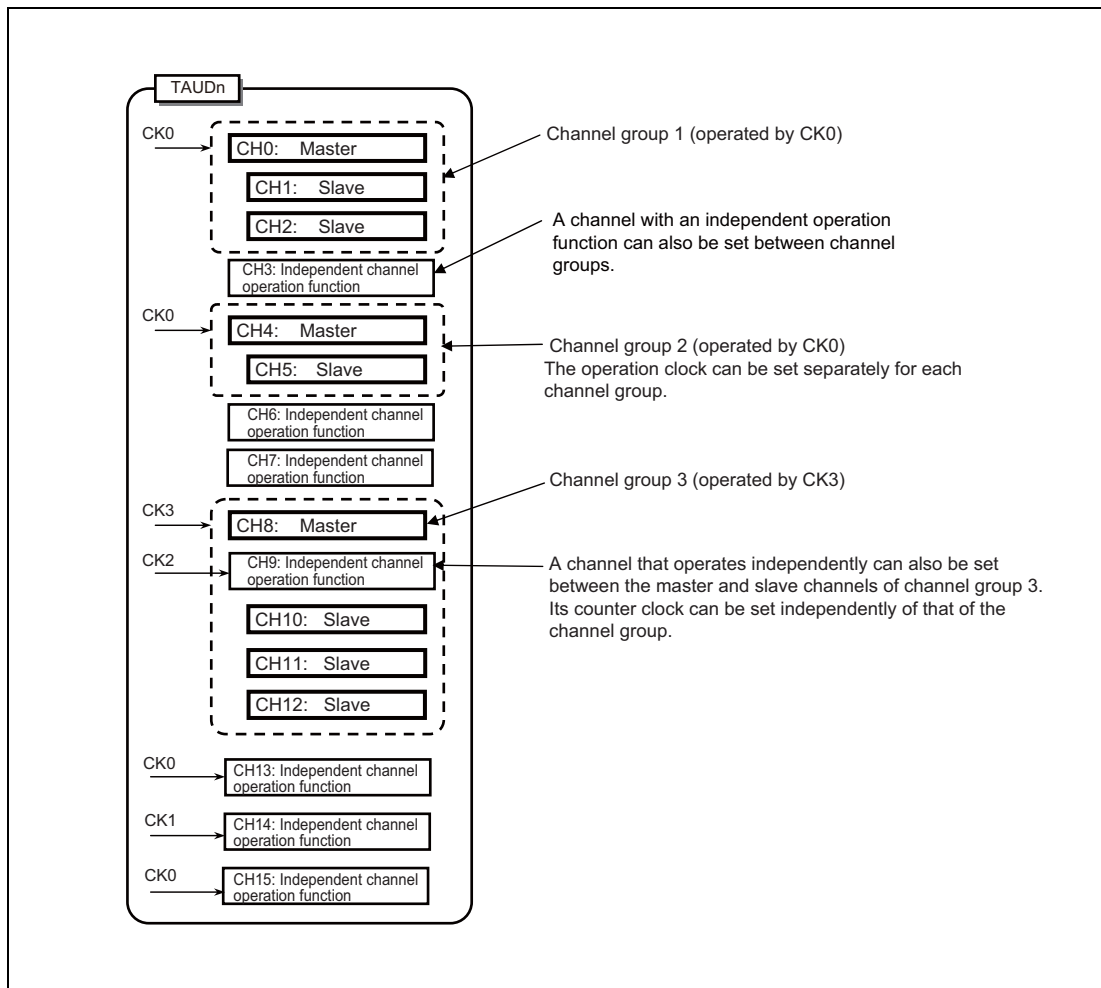 TAUDn
CK0
CH0: Master
CH1: Slave
CH2: Slave
Channel group 1 (operated by CK0)
A channel with an independent operation
function can also be set between channel
groups.
CH3: Independent channel
operation function
CK0
CH4: Master
CH5: Slave
Channel group 2 (operated by CK0)
The operation clock can be set separately for each
channel group.
CH6: Independent channel
operation function
CH7: Independent channel
operation function
Channel group 3 (operated by CK3)
CK3
CH8: Master
CK2
CH9: Independent channel
operation function
A channel that operates independently can also be set
between the master and slave channels of channel group 3.
Its counter clock can be set independently of that of the
channel group.
CH10: Slave
CH11: Slave
CH12: Slave
CK0
CH13: Independent channel
operation function
CK1
CH14: Independent channel
operation function
CK0
CH15: Independent channel
operation function